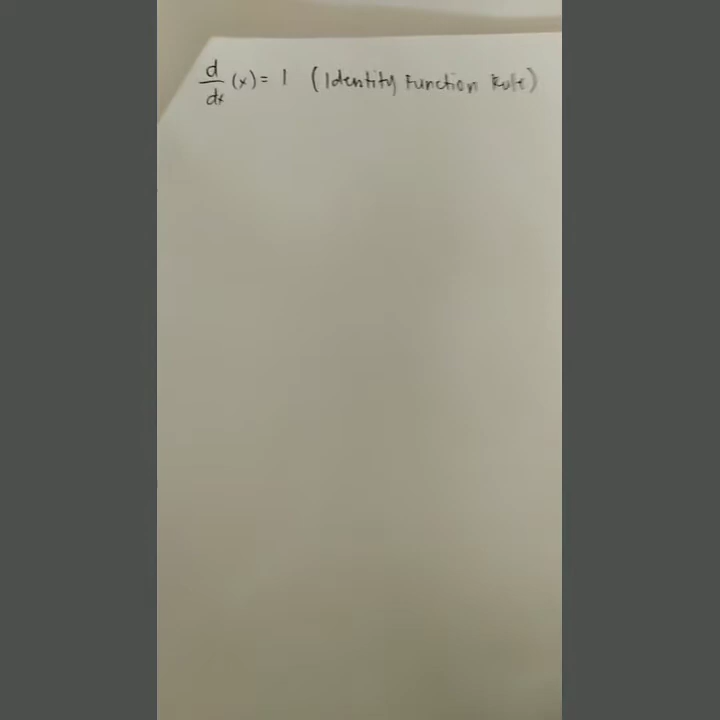 d/dx (x) = 1 (Identity Function Rule)